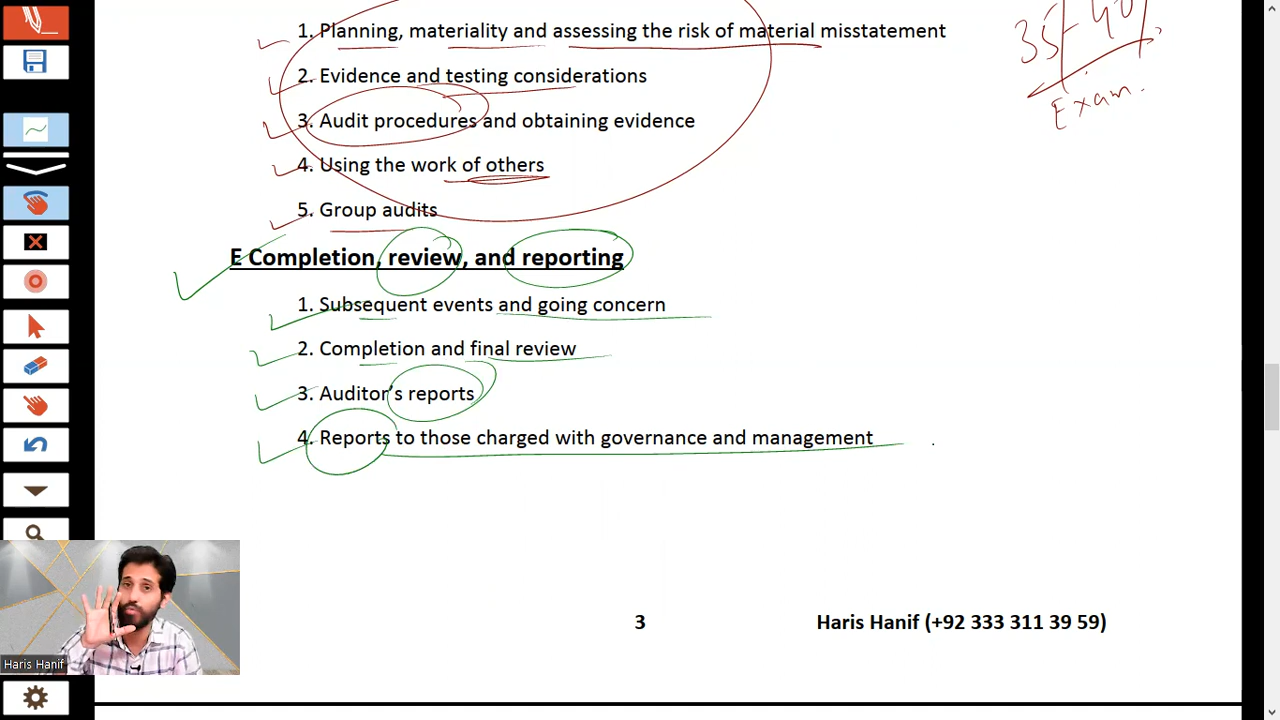 1. Planning, materiality and assessing the risk of material misstatement
35 - 40
2. Evidence and testing considerations
Exam.
3. Audit procedures and obtaining evidence
4. Using the work of others
5. Group audits
E Completion, review, and reporting
1. Subsequent events and going concern
2. Completion and final review
3. Auditor's reports
4. Reports to those charged with governance and management
3 Haris Hanif (+92 333 311 39 59)
Haris Hanif